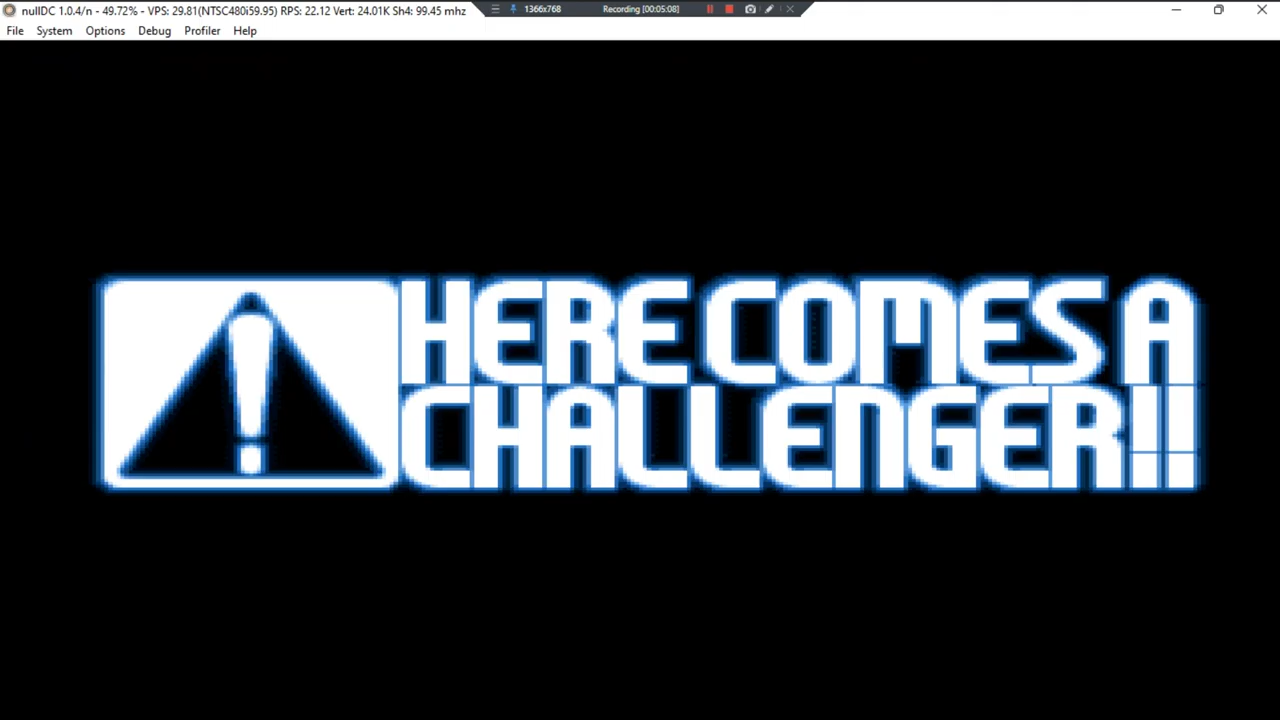 nullDC 1.0.4/n - 49.72% - VPS: 29.81(NTSC480i59.95) RPS: 22.12 Vert: 24.01K Sh4: 99.45 mhz
1366x768
Recording [00:05:08]
File System Options Debug Profiler Help
HERE COMES A
CHALLENGER!!